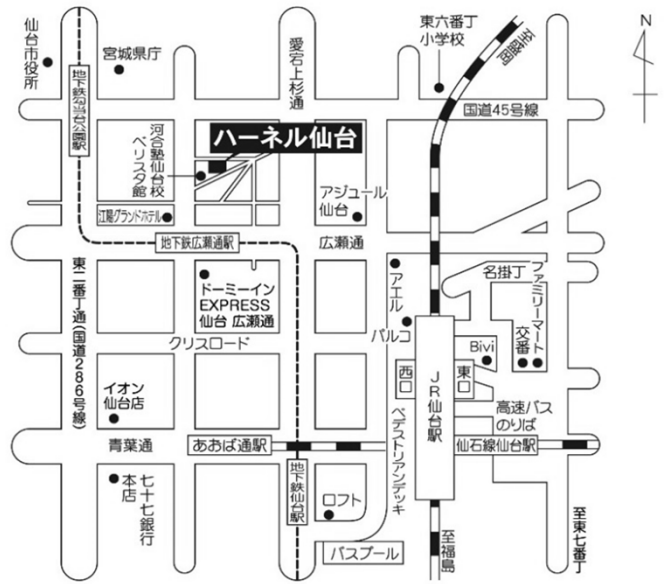 仙台市役所
宮城県庁
地下鉄勾当台公園駅
愛宕上杉通
東六番丁
小学校
至盛岡
N
国道45号線
ハーネル仙台
河合塾仙台校
ベリスタ館
江陽グランドホテル
アジュール
仙台
地下鉄広瀬通駅
広瀬通
東二番丁通(国道286号線)
ドーミーイン
EXPRESS
仙台 広瀬通
アエル
名掛丁
ファミリーマート
交番
クリスロード
パルコ
Bivi
西口
JR仙台駅
東口
イオン
仙台店
ペデストリアンデッキ
高速バス
のりば
青葉通
あおば通駅
仙石線仙台駅
七十七銀行
本店
地下鉄仙台駅
ロフト
バスプール
至福島
至東七番丁